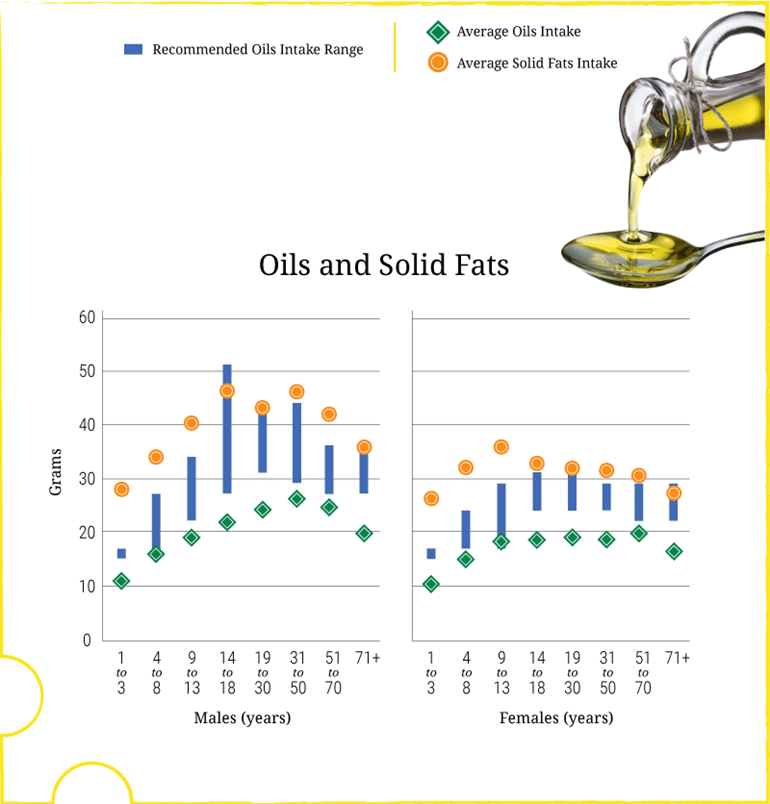 Recommended Oils Intake Range
Average Oils Intake
Average Solid Fats Intake
Oils and Solid Fats
Grams
60
50
40
30
20
10
0
1 4 9 14 19 31 51 71+
to to to to to to to
3 8 13 18 30 50 70
Males (years)
1 4 9 14 19 31 51 71+
to to to to to to to
3 8 13 18 30 50 70
Females (years)